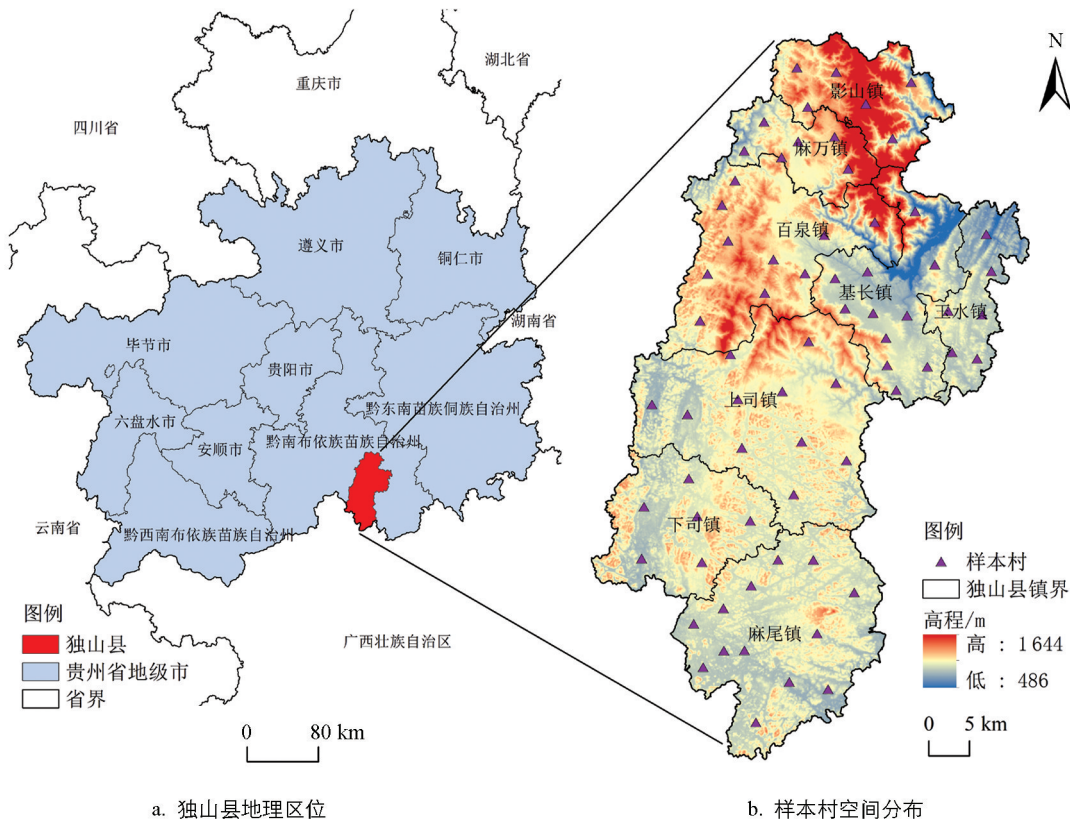 湖北省
重庆市
四川省
遵义市
铜仁市
湖南省
毕节市
贵阳市
六盘水市
安顺市
黔东南苗族侗族自治州
黔南布依族苗族自治州
云南省
黔西南布依族苗族自治州
广西壮族自治区
图例
独山县
贵州省地级市
省界
0 80 km
a. 独山县地理区位
N
影山镇
麻万镇
百泉镇
基长镇
玉水镇
上司镇
下司镇
麻尾镇
图例
样本村
独山县镇界
高程/m
高 : 1 644
低 : 486
0 5 km
b. 样本村空间分布